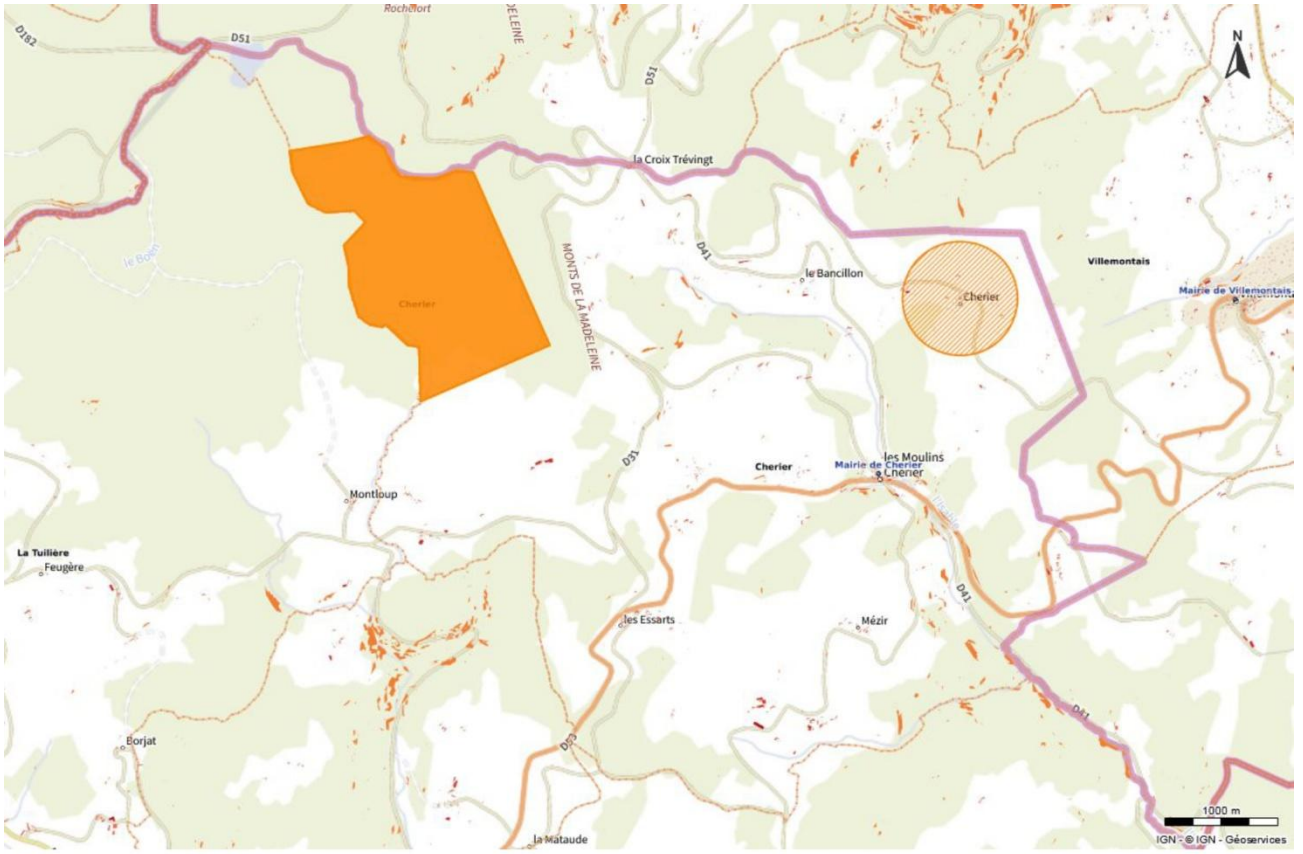 Rochefort
DELEINE
D182
D51
N
D51
la Croix Trévingt
le Boën
D41
Villemontais
le Bancillon
Cherier
Mairie de Villemontais
MONTS DE LA MADELEINE
Cherier
D31
Cherier
les Moulins
Mairie de Cherier
Cherier
Montloup
La Tuilière
Feugère
D41
les Essarts
Mézir
D41
D53
Borjat
1000 m
la Mataude
IGN - © IGN - Géoservices